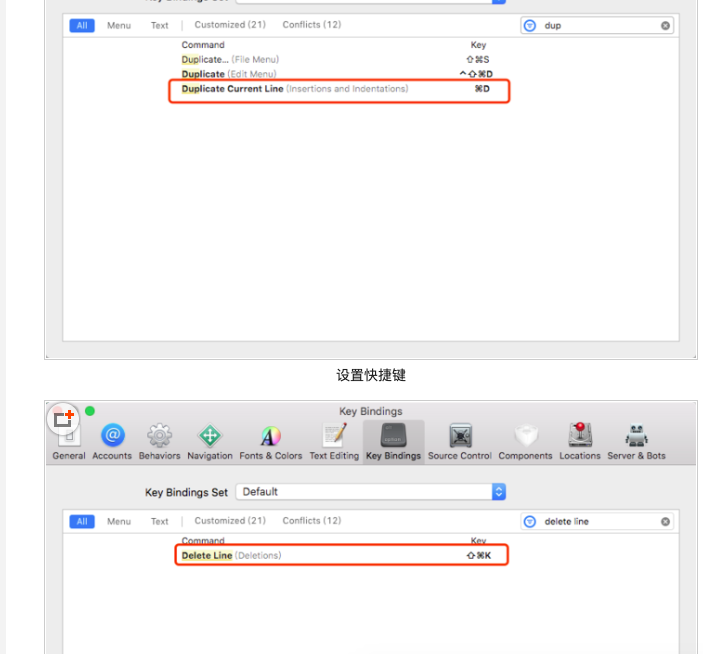 All Menu Text Customized (21) Conflicts (12) dup
Command Key
Duplicate... (File Menu) ⇧⌘S
Duplicate (Edit Menu) ^⇧⌘D
Duplicate Current Line (Insertions and Indentations) ⌘D
设置快捷键
Key Bindings
General Accounts Behaviors Navigation Fonts & Colors Text Editing Key Bindings Source Control Components Locations Server & Bots
Key Bindings Set Default
All Menu Text Customized (21) Conflicts (12) delete line
Command Key
Delete Line (Deletions) ⇧⌘K